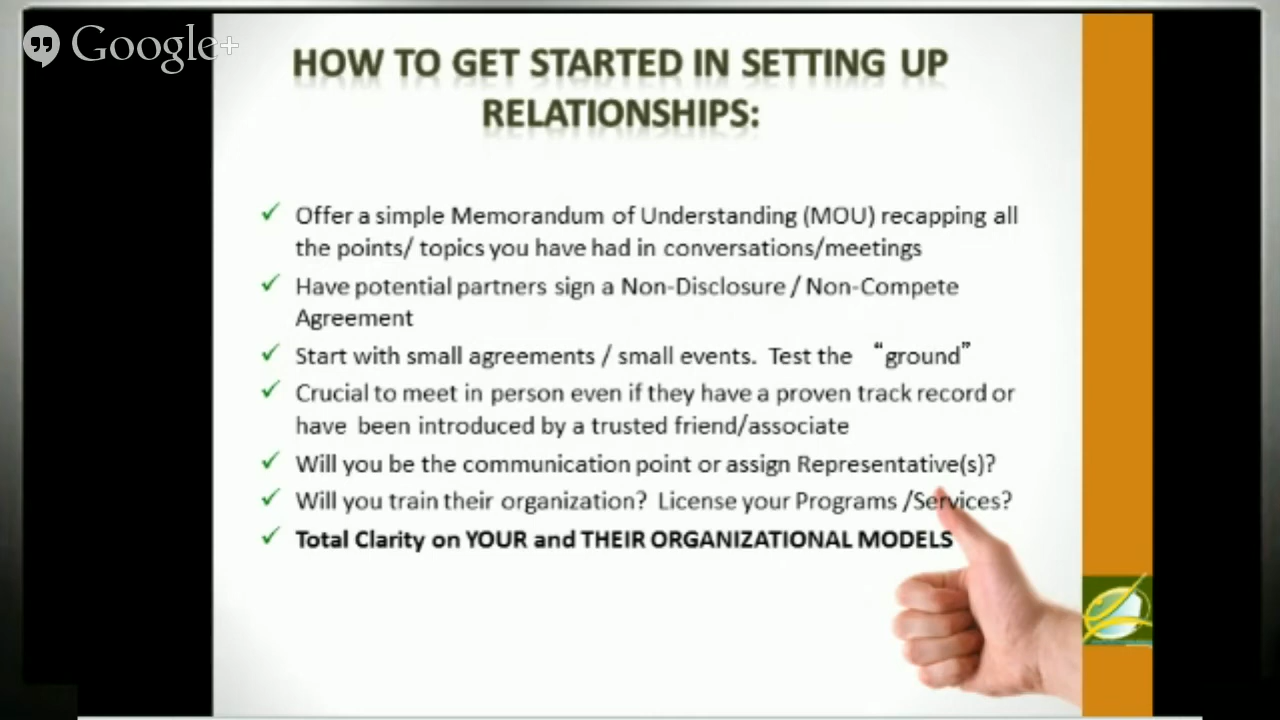 Google+
HOW TO GET STARTED IN SETTING UP
RELATIONSHIPS:
✓ Offer a simple Memorandum of Understanding (MOU) recapping all
the points/ topics you have had in conversations/meetings
✓ Have potential partners sign a Non-Disclosure / Non-Compete
Agreement
✓ Start with small agreements / small events. Test the “ground”
✓ Crucial to meet in person even if they have a proven track record or
have been introduced by a trusted friend/associate
✓ Will you be the communication point or assign Representative(s)?
✓ Will you train their organization? License your Programs /Services?
✓ Total Clarity on YOUR and THEIR ORGANIZATIONAL MODELS